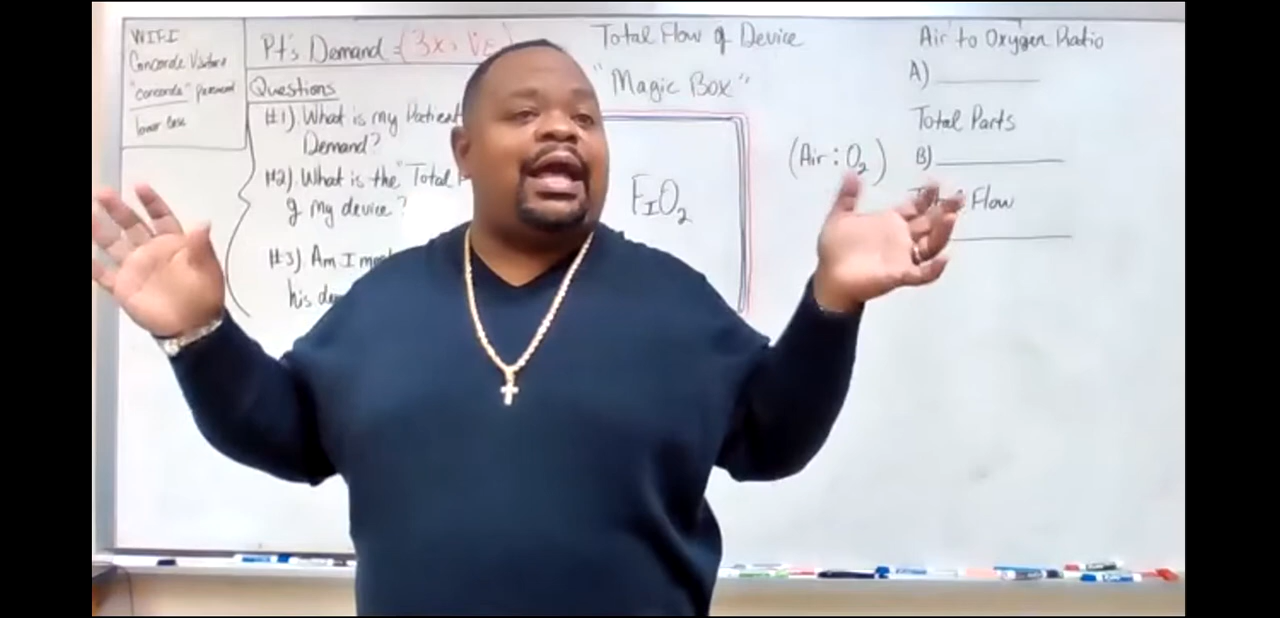 WIFI
Concorde Visitors
"concorde" password
lower case
Pt's Demand = (3x · V̇E)
Questions
#1). What is my Patient
Demand?
#2). What is the "Total
of my device?
#3). Am I
his
Total Flow of Device
"Magic Box"
FIO2
(Air : O2)
Air to Oxygen Ratio
A)
Total Parts
B)
Flow